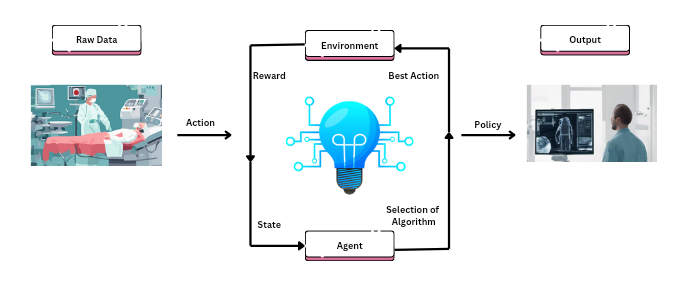 Raw Data
Environment
Output
Reward
Best Action
Action
Policy
State
Selection of
Algorithm
Agent